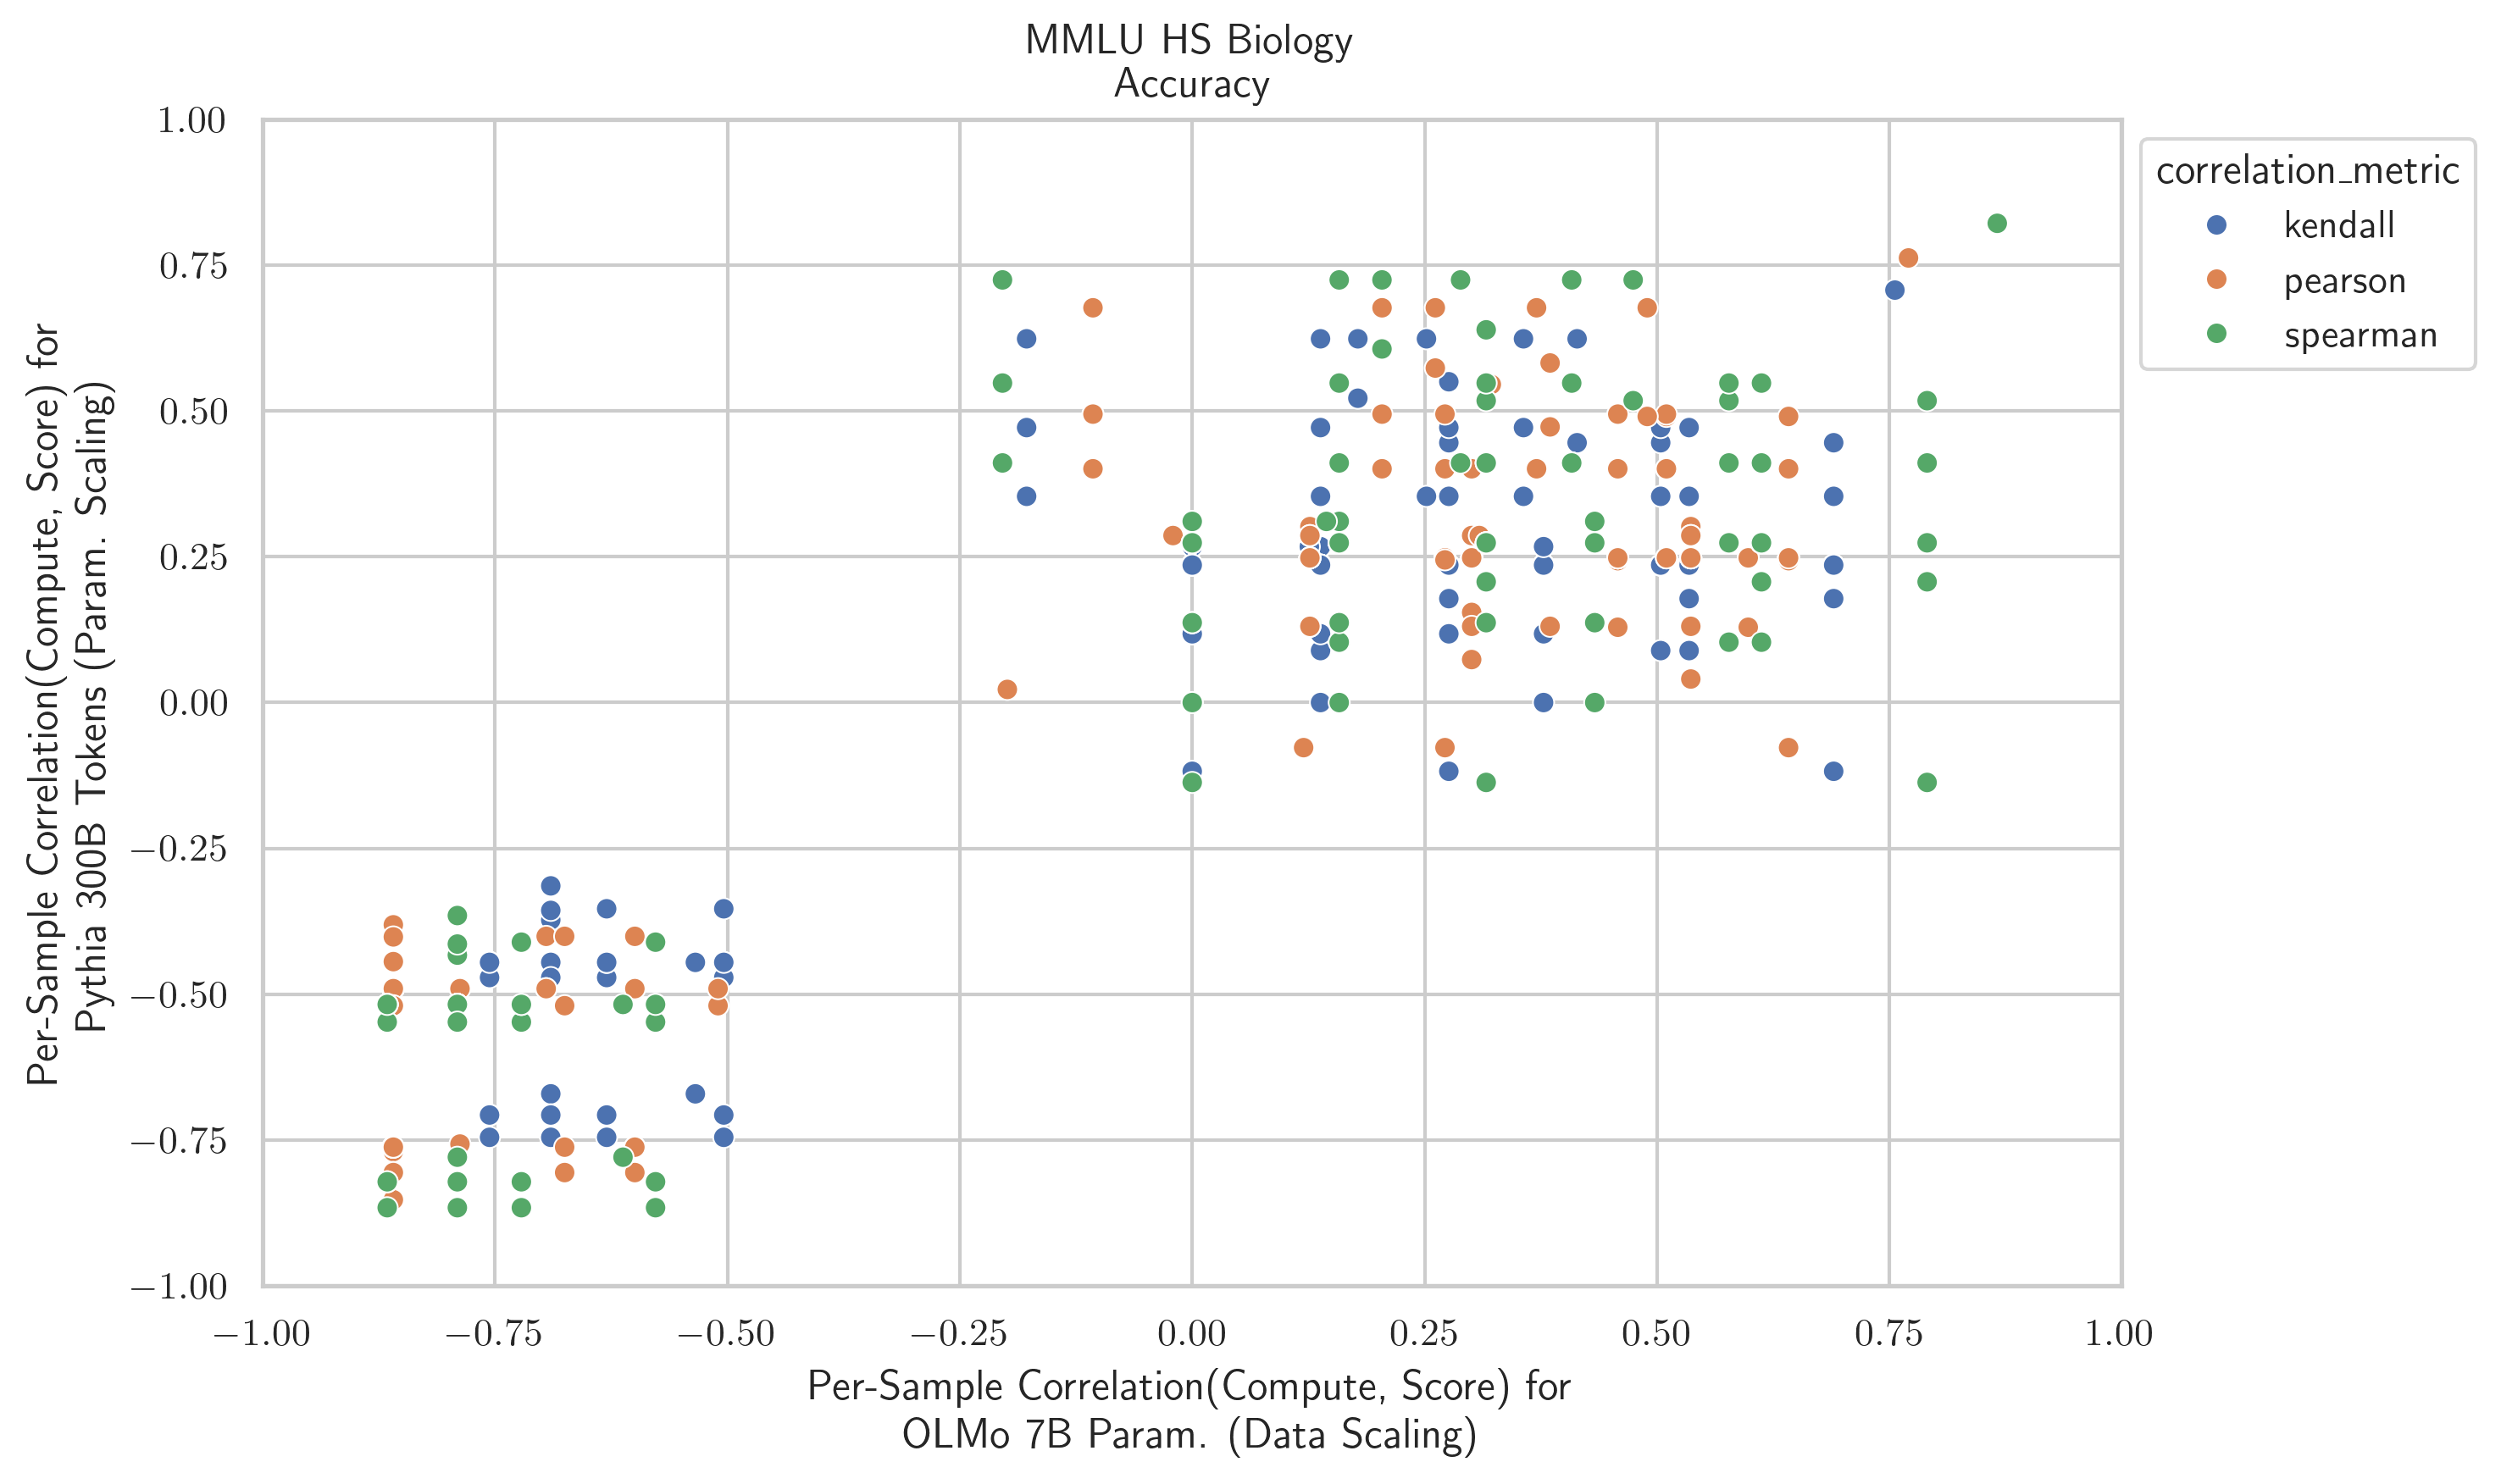 MMLU HS Biology
Accuracy
1.00
0.75
0.50
0.25
0.00
−0.25
−0.50
−0.75
−1.00
Per-Sample Correlation(Compute, Score) for
Pythia 300B Tokens (Param. Scaling)
−1.00
−0.75
−0.50
−0.25
0.00
0.25
0.50
0.75
1.00
Per-Sample Correlation(Compute, Score) for
OLMo 7B Param. (Data Scaling)
correlation_metric
kendall
pearson
spearman